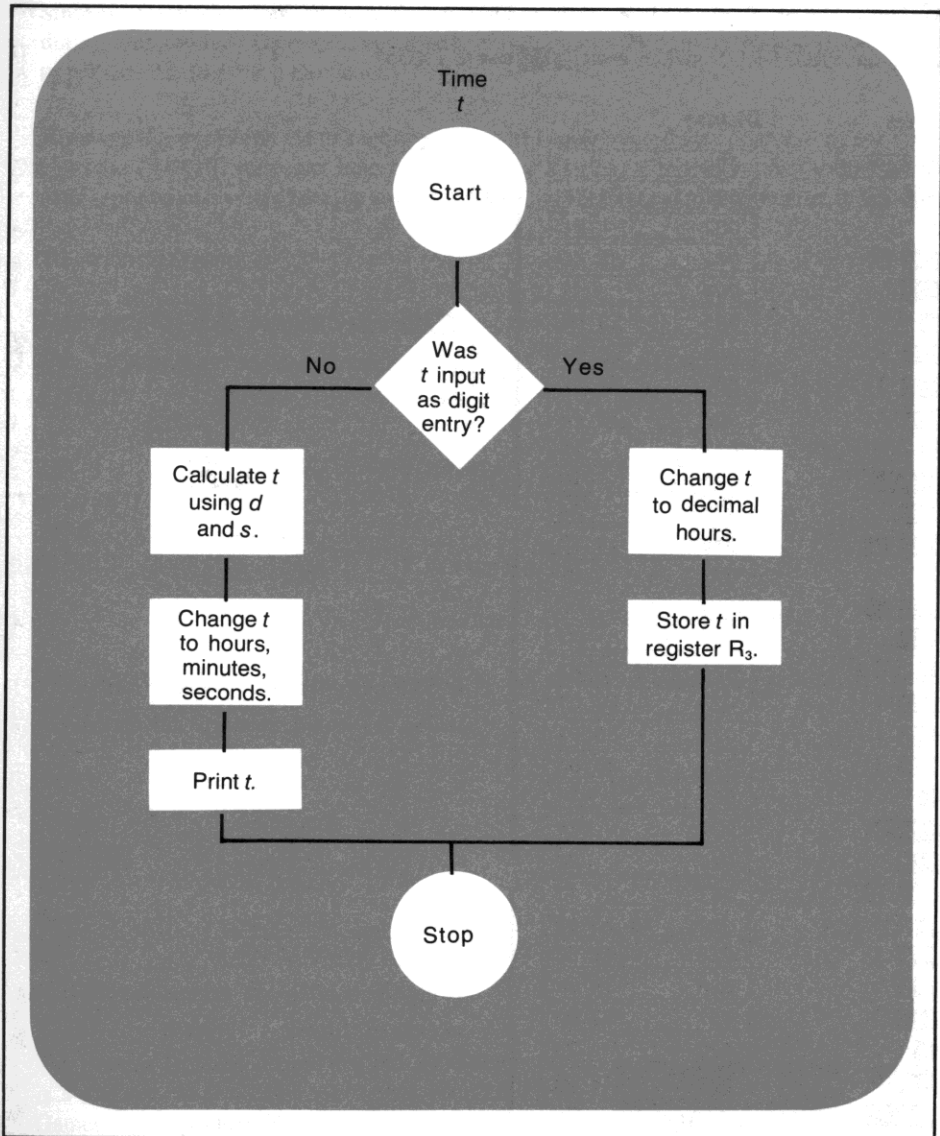 Time
t
Start
Was
t input
as digit
entry?
No
Yes
Calculate t
using d
and s.
Change t
to decimal
hours.
Change t
to hours,
minutes,
seconds.
Store t in
register R₃.
Print t.
Stop